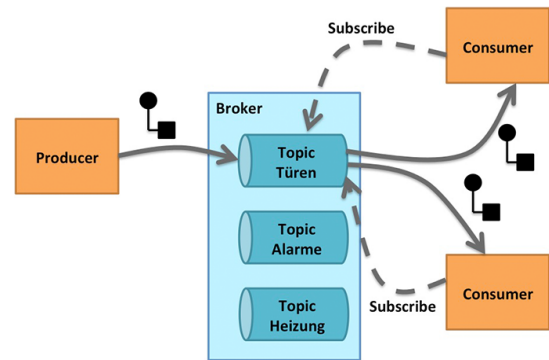 Subscribe
Consumer
Broker
Producer
Topic
Türen
Topic
Alarme
Topic
Heizung
Subscribe
Consumer